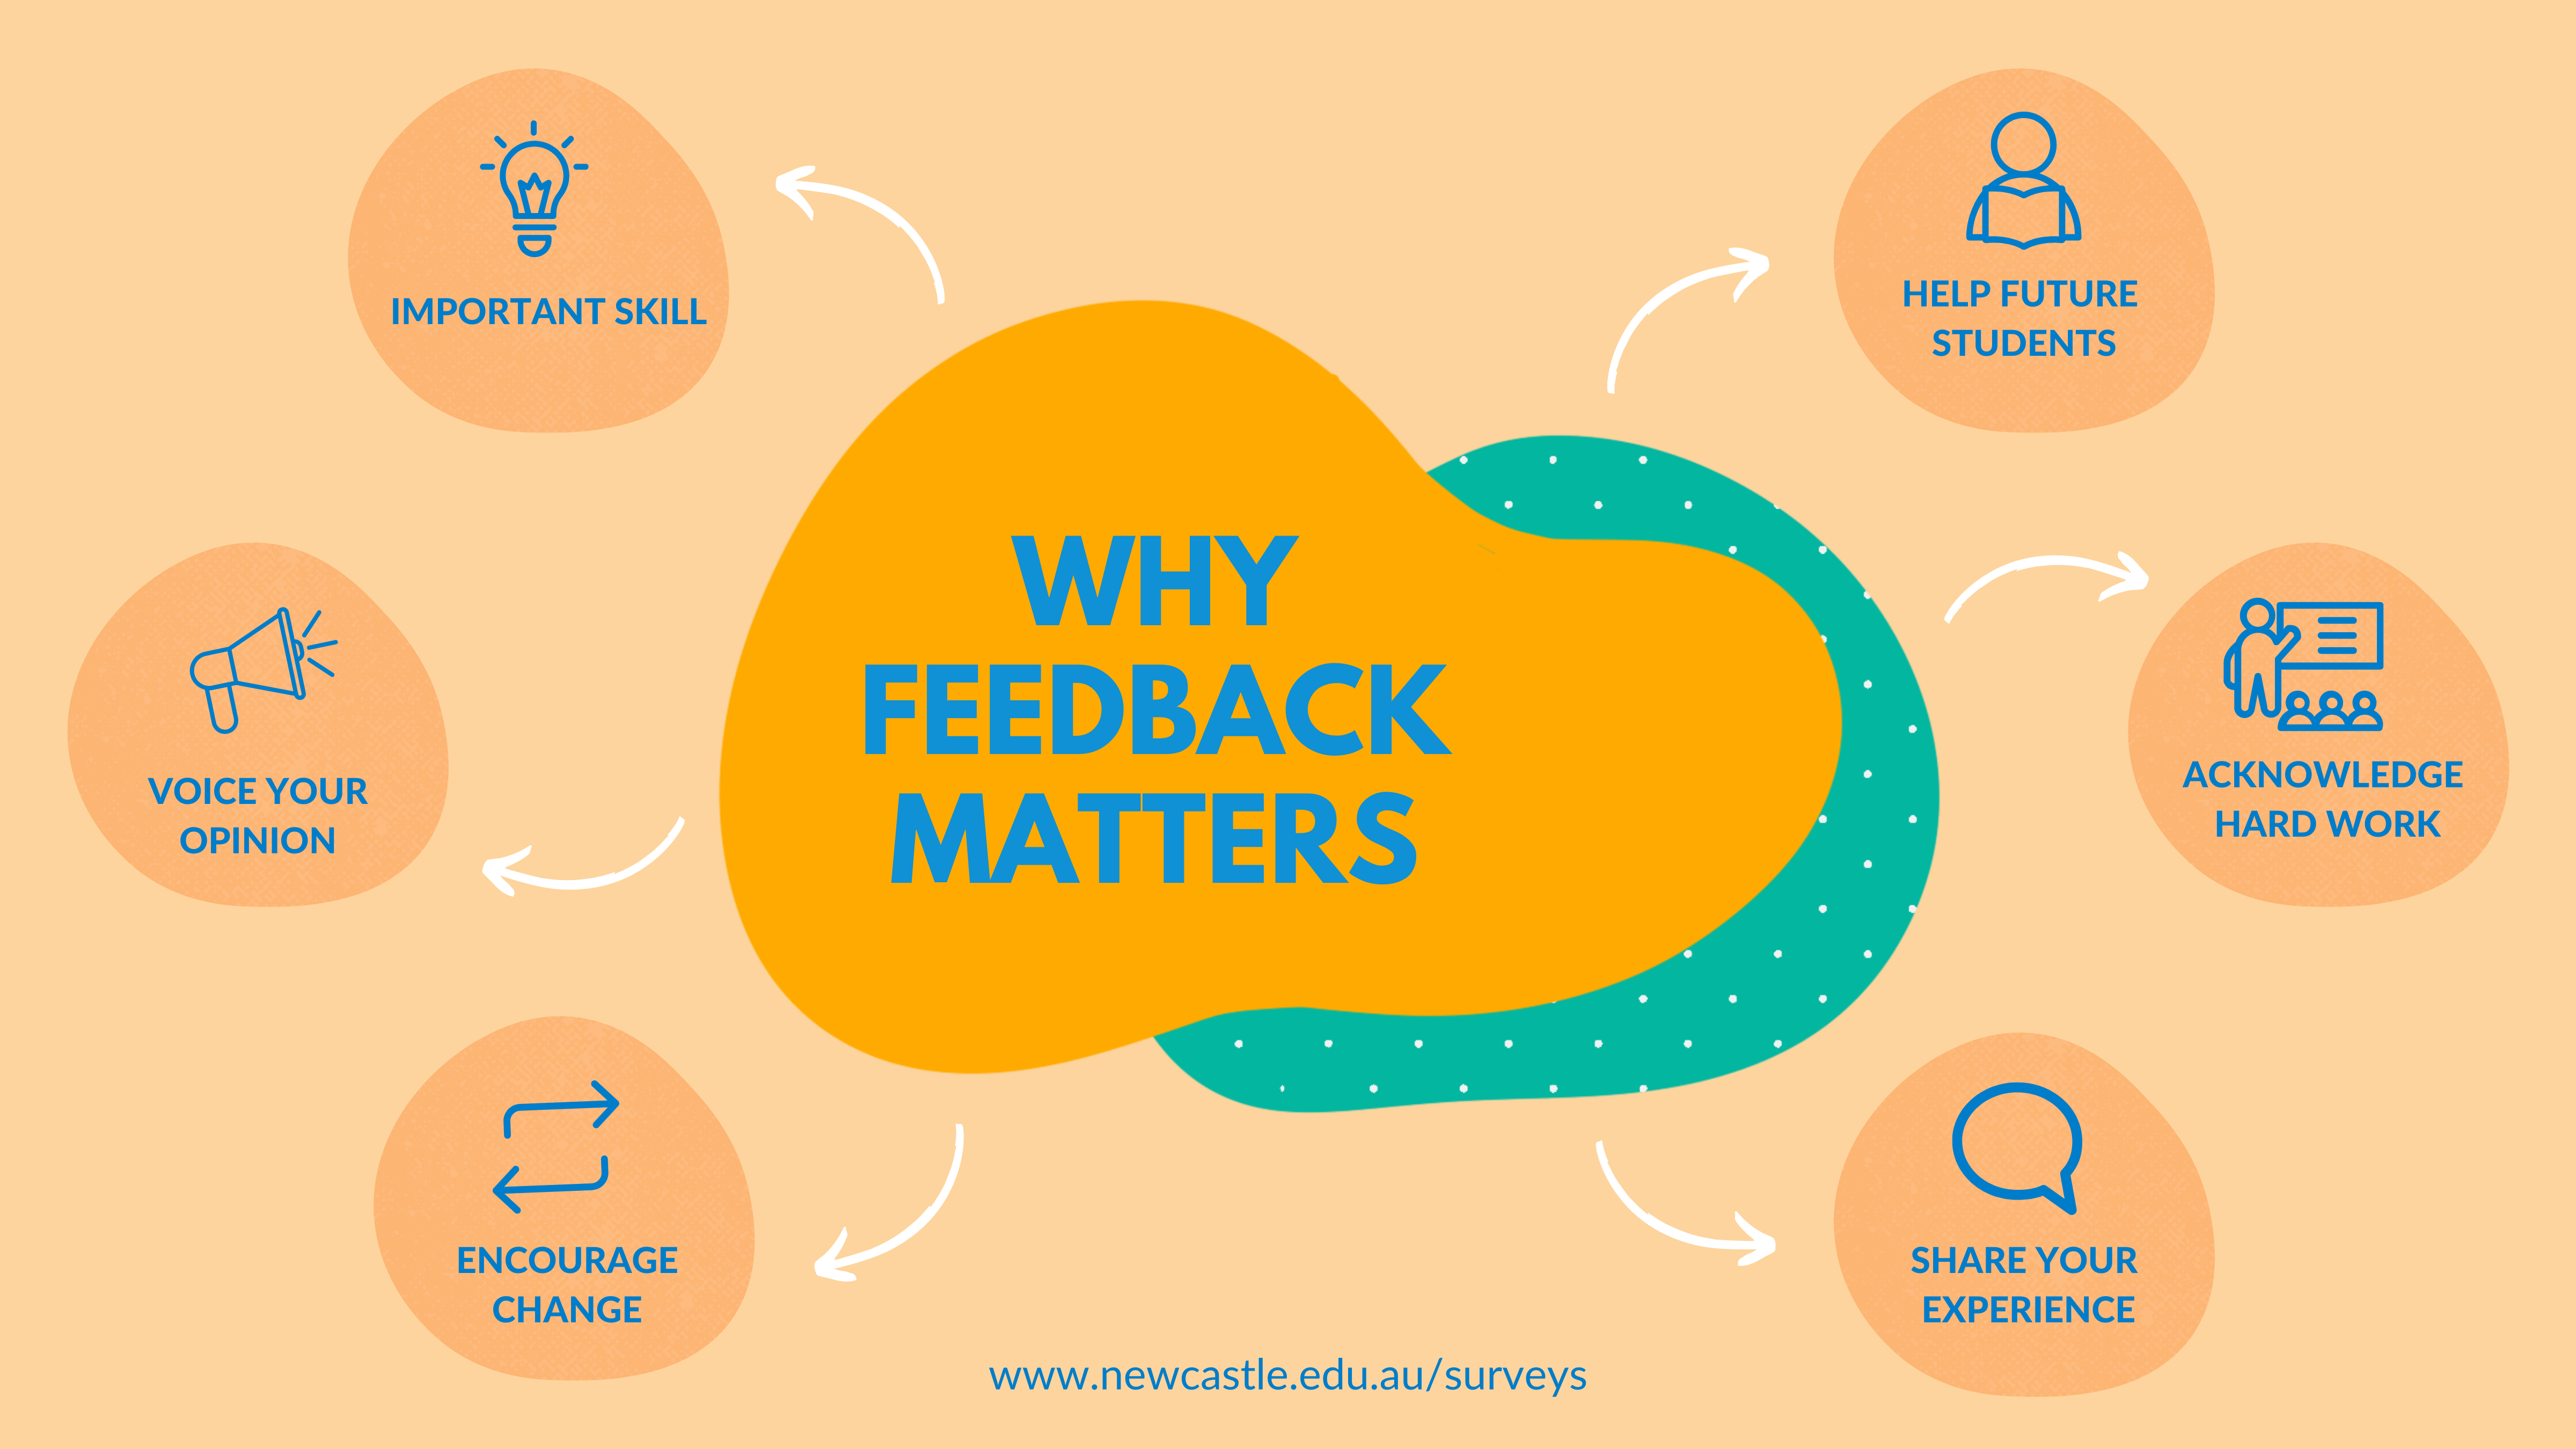 IMPORTANT SKILL
HELP FUTURE
STUDENTS
WHY
FEEDBACK
MATTERS
VOICE YOUR
OPINION
ACKNOWLEDGE
HARD WORK
ENCOURAGE
CHANGE
SHARE YOUR
EXPERIENCE
www.newcastle.edu.au/surveys